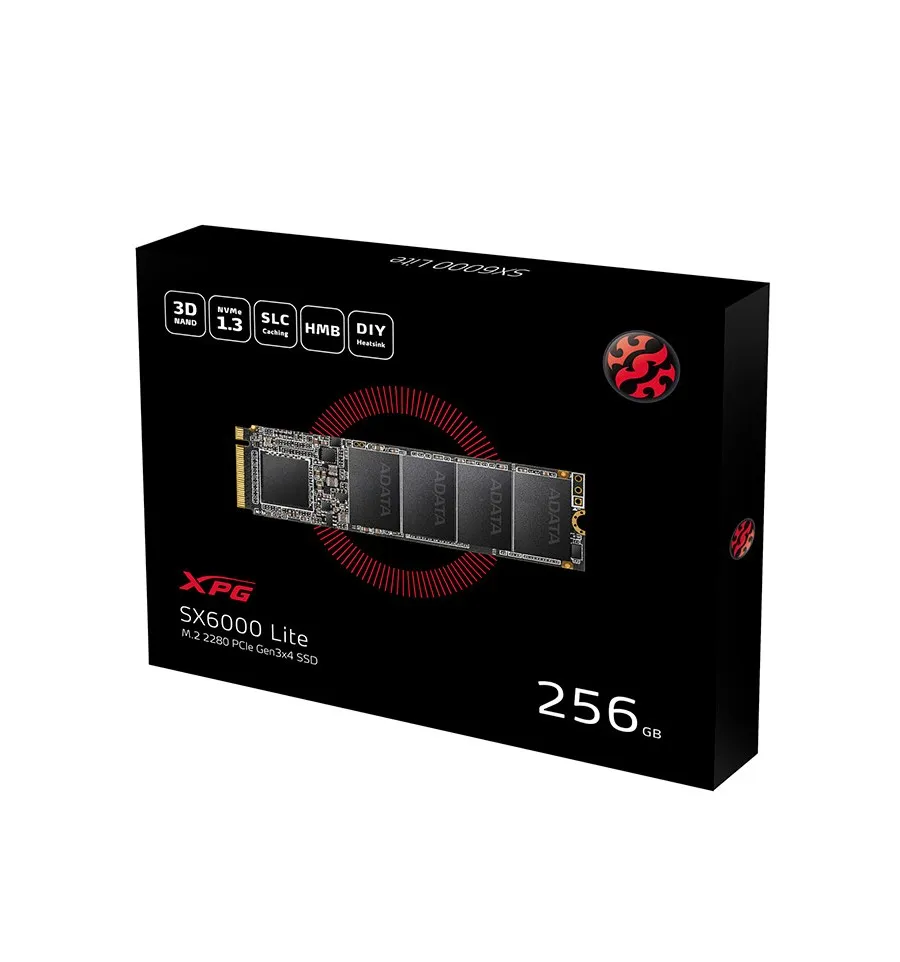 SX6000 Lite
3D
NAND
NVMe
1.3
SLC
Caching
HMB
DIY
Heatsink
ADATA
ADATA
ADATA
ADATA
XPG
SX6000 Lite
M.2 2280 PCIe Gen3x4 SSD
256 GB